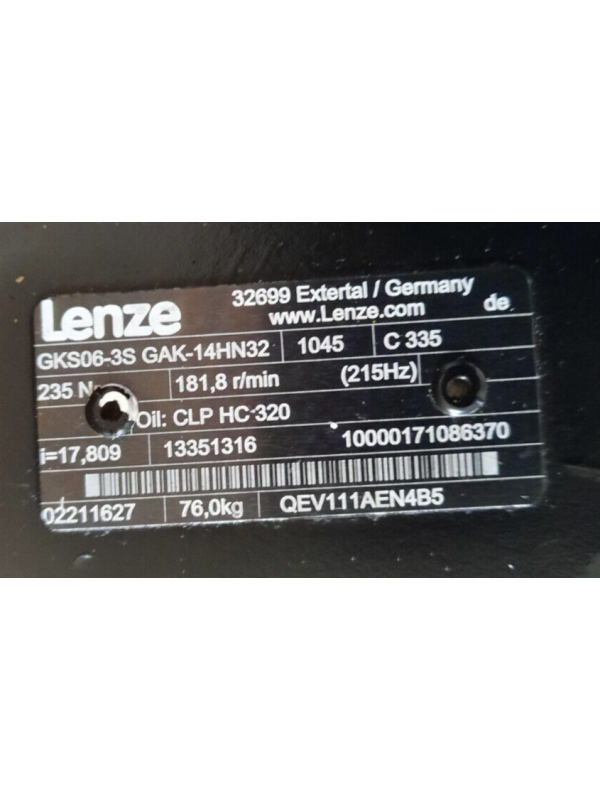 Lenze
32699 Extertal / Germany
www.Lenze.com
de
GKS06-3S GAK-14HN32 1045 C 335
235 N 181,8 r/min (215Hz)
Oil: CLP HC 320
i=17,809 13351316 10000171086370
02211627 76,0kg QEV111AEN4B5